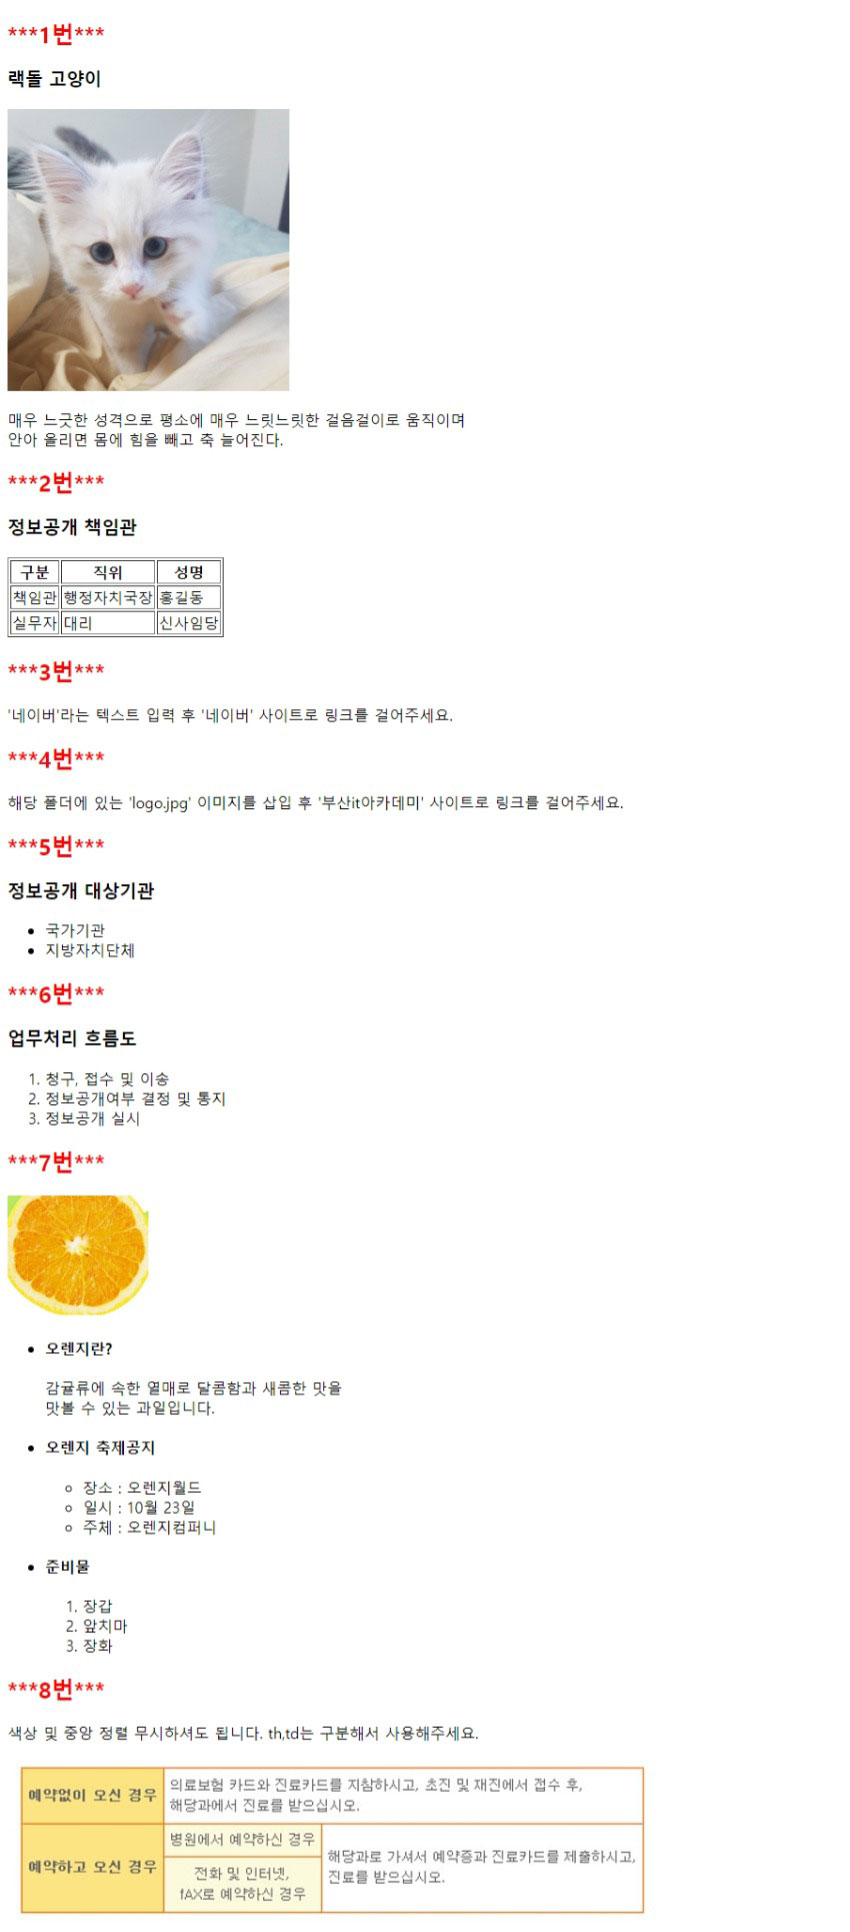 ***1번***
랙돌 고양이
매우 느긋한 성격으로 평소에 매우 느릿느릿한 걸음걸이로 움직이며
안아 올리면 몸에 힘을 빼고 축 늘어진다.
***2번***
정보공개 책임관
구분 직위 성명
책임관 행정자치국장 홍길동
실무자 대리 신사임당
***3번***
'네이버'라는 텍스트 입력 후 '네이버' 사이트로 링크를 걸어주세요.
***4번***
해당 폴더에 있는 'logo.jpg' 이미지를 삽입 후 '부산it아카데미' 사이트로 링크를 걸어주세요.
***5번***
정보공개 대상기관
• 국가기관
• 지방자치단체
***6번***
업무처리 흐름도
1. 청구, 접수 및 이송
2. 정보공개여부 결정 및 통지
3. 정보공개 실시
***7번***
• 오렌지란?
감귤류에 속한 열매로 달콤함과 새콤한 맛을
맛볼 수 있는 과일입니다.
• 오렌지 축제공지
○ 장소 : 오렌지월드
○ 일시 : 10월 23일
○ 주체 : 오렌지컴퍼니
• 준비물
1. 장갑
2. 앞치마
3. 장화
***8번***
색상 및 중앙 정렬 무시하셔도 됩니다. th,td는 구분해서 사용해주세요.
예약없이 오신 경우
의료보험 카드와 진료카드를 지참하시고, 초진 및 재진에서 접수 후,
해당과에서 진료를 받으십시오.
예약하고 오신 경우
병원에서 예약하신 경우
전화 및 인터넷,
fAX로 예약하신 경우
해당과로 가셔서 예약증과 진료카드를 제출하시고,
진료를 받으십시오.